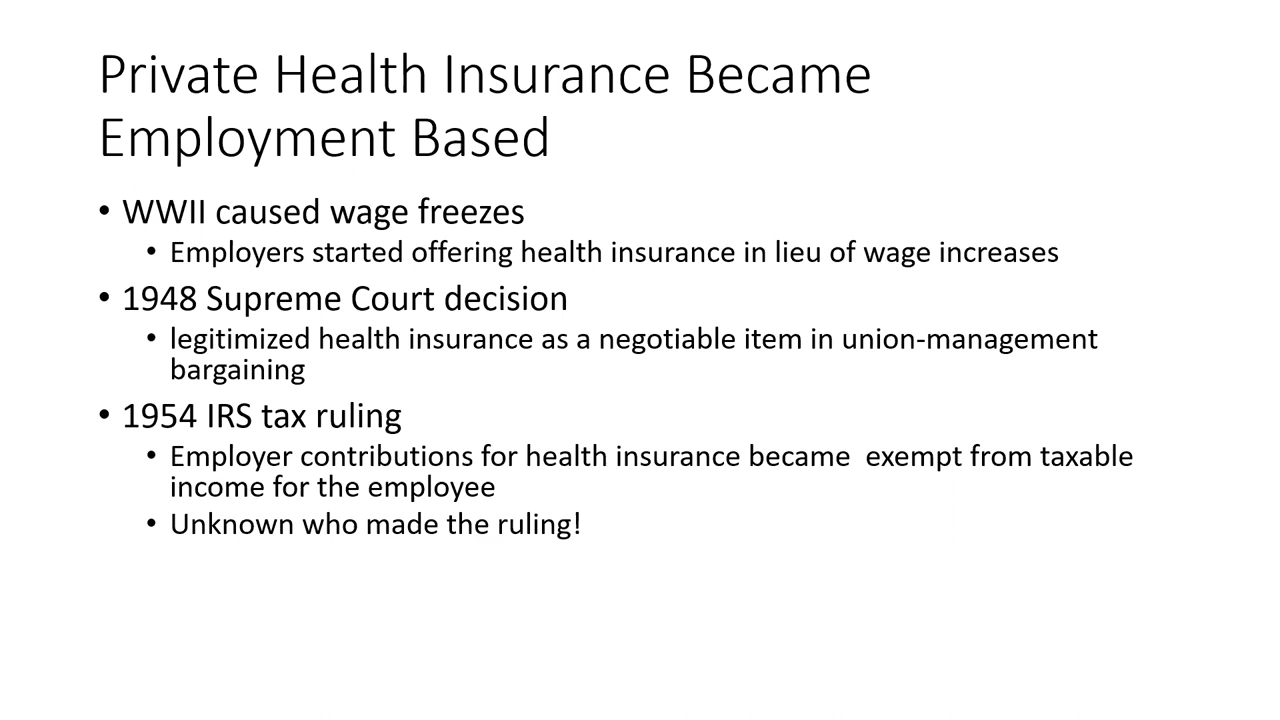 Private Health Insurance Became
Employment Based
• WWII caused wage freezes
• Employers started offering health insurance in lieu of wage increases
• 1948 Supreme Court decision
• legitimized health insurance as a negotiable item in union-management
bargaining
• 1954 IRS tax ruling
• Employer contributions for health insurance became  exempt from taxable
income for the employee
• Unknown who made the ruling!